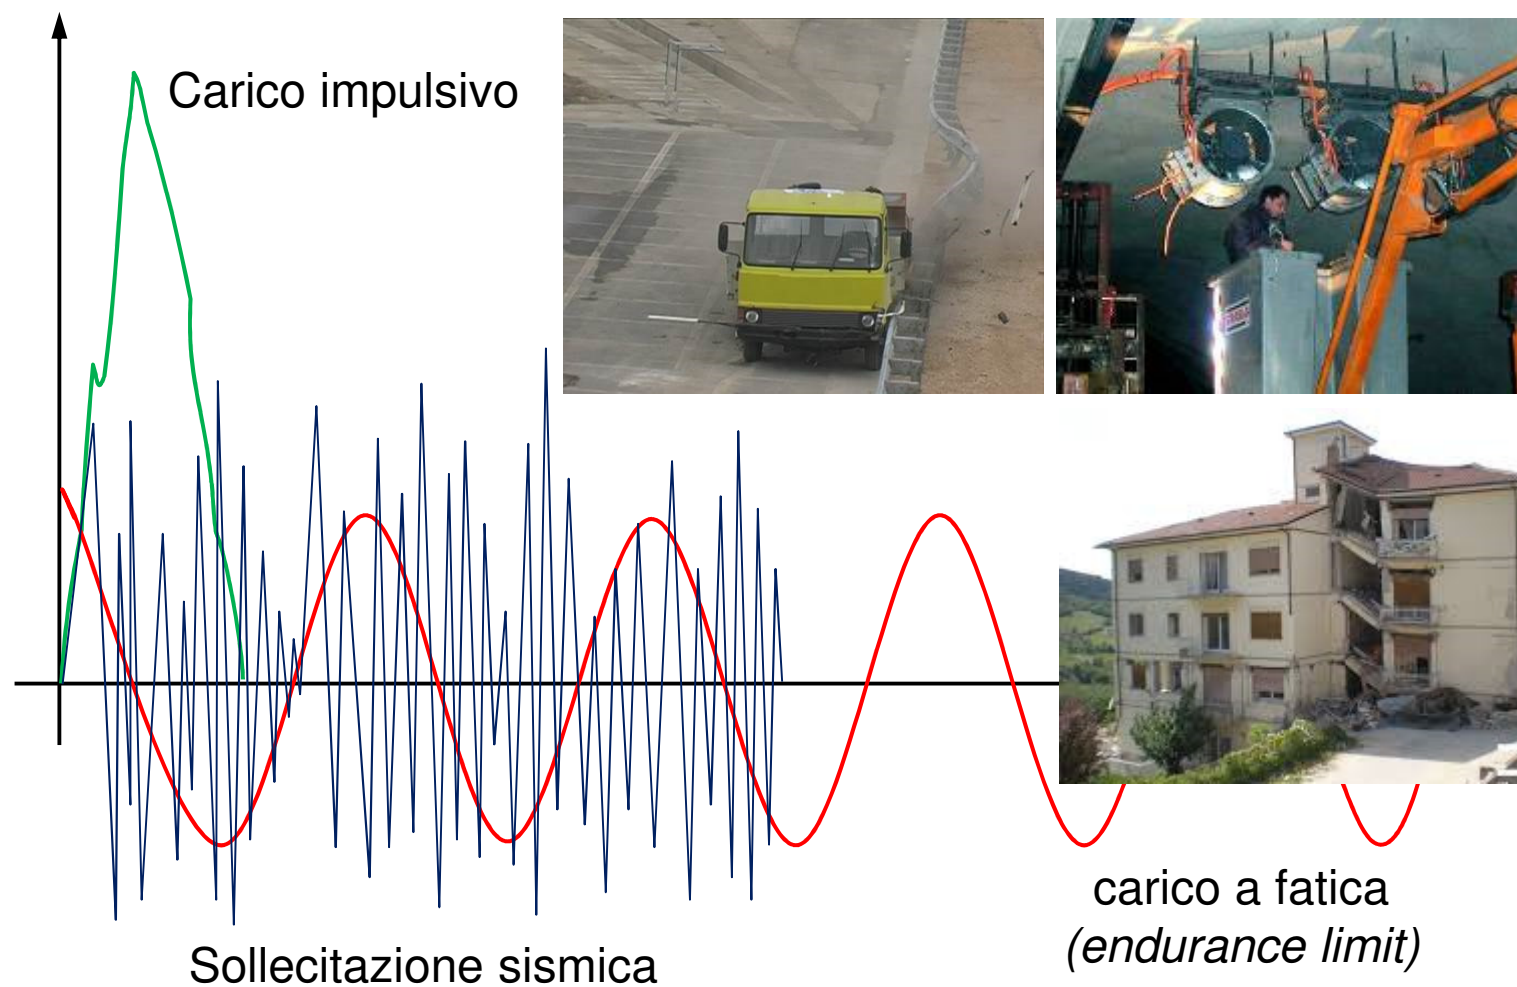 Carico impulsivo
carico a fatica
(endurance limit)
Sollecitazione sismica